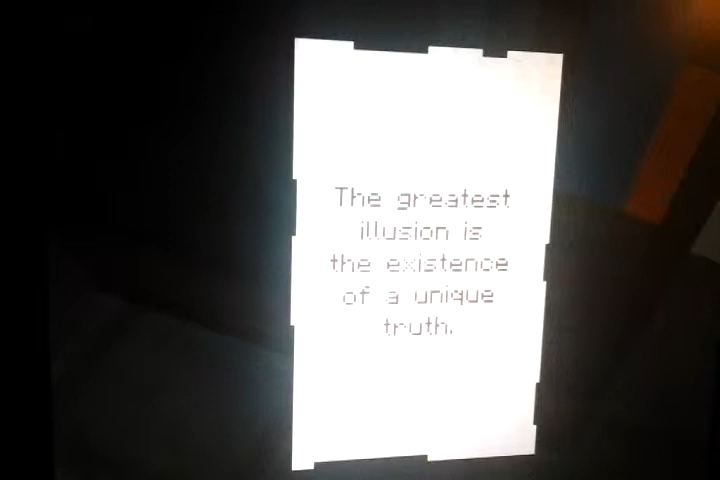 The greatest
illusion is
the existence
of a unique
truth.